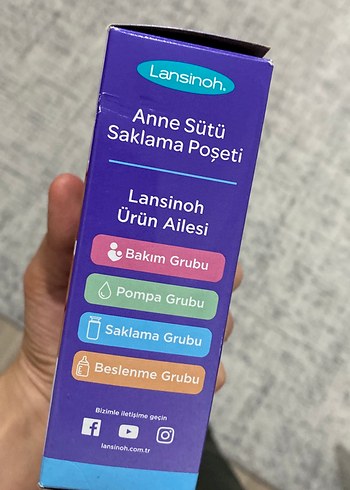 Lansinoh®
Anne Sütü
Saklama Poşeti
Lansinoh
Ürün Ailesi
Bakım Grubu
Pompa Grubu
Saklama Grubu
Beslenme Grubu
Bizimle iletişime geçin
lansinoh.com.tr